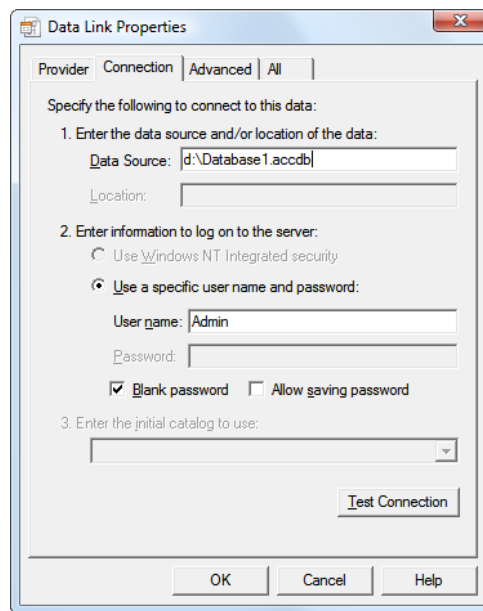 Data Link Properties
Provider Connection Advanced All
Specify the following to connect to this data:
1. Enter the data source and/or location of the data:
Data Source: d:\Database1.accdb
Location:
2. Enter information to log on to the server:
Use Windows NT Integrated security
Use a specific user name and password:
User name: Admin
Password:
Blank password Allow saving password
3. Enter the initial catalog to use:
Test Connection
OK Cancel Help